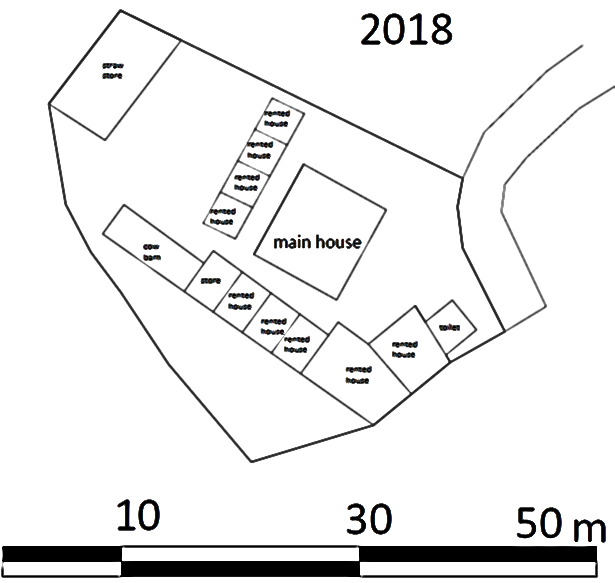 2018
straw
store
rented
house
rented
house
rented
house
rented
house
main house
cow
barn
store
rented
house
rented
house
rented
house
rented
house
rented
house
toilet
10
30
50 m